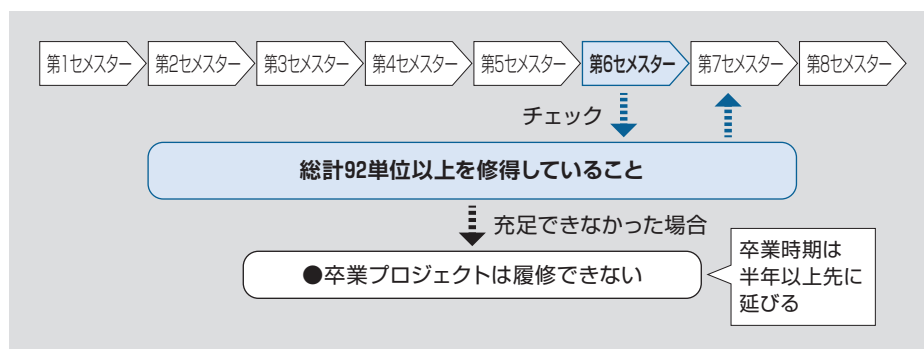 第1セメスター 第2セメスター 第3セメスター 第4セメスター 第5セメスター 第6セメスター 第7セメスター 第8セメスター
チェック
総計92単位以上を修得していること
充足できなかった場合
●卒業プロジェクトは履修できない
卒業時期は
半年以上先に
延びる